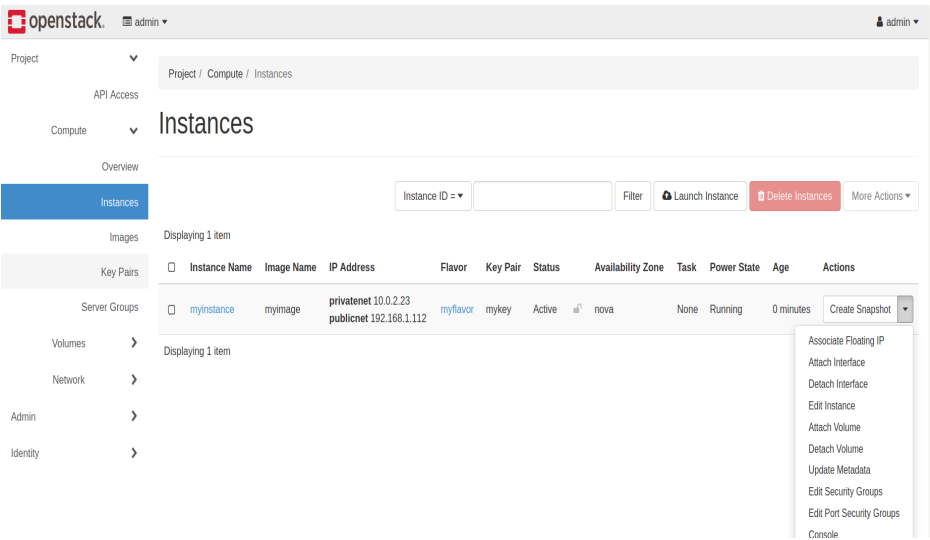 openstack. admin admin
Project
API Access
Compute
Overview
Instances
Images
Key Pairs
Server Groups
Volumes
Network
Admin
Identity
Project / Compute / Instances
Instances
Instance ID = Filter Launch Instance Delete Instances More Actions
Displaying 1 item
Instance Name Image Name IP Address Flavor Key Pair Status Availability Zone Task Power State Age Actions
myinstance myimage privatenet 10.0.2.23 myflavor mykey Active nova None Running 0 minutes Create Snapshot
publicnet 192.168.1.112
Displaying 1 item
Associate Floating IP
Attach Interface
Detach Interface
Edit Instance
Attach Volume
Detach Volume
Update Metadata
Edit Security Groups
Edit Port Security Groups
Console